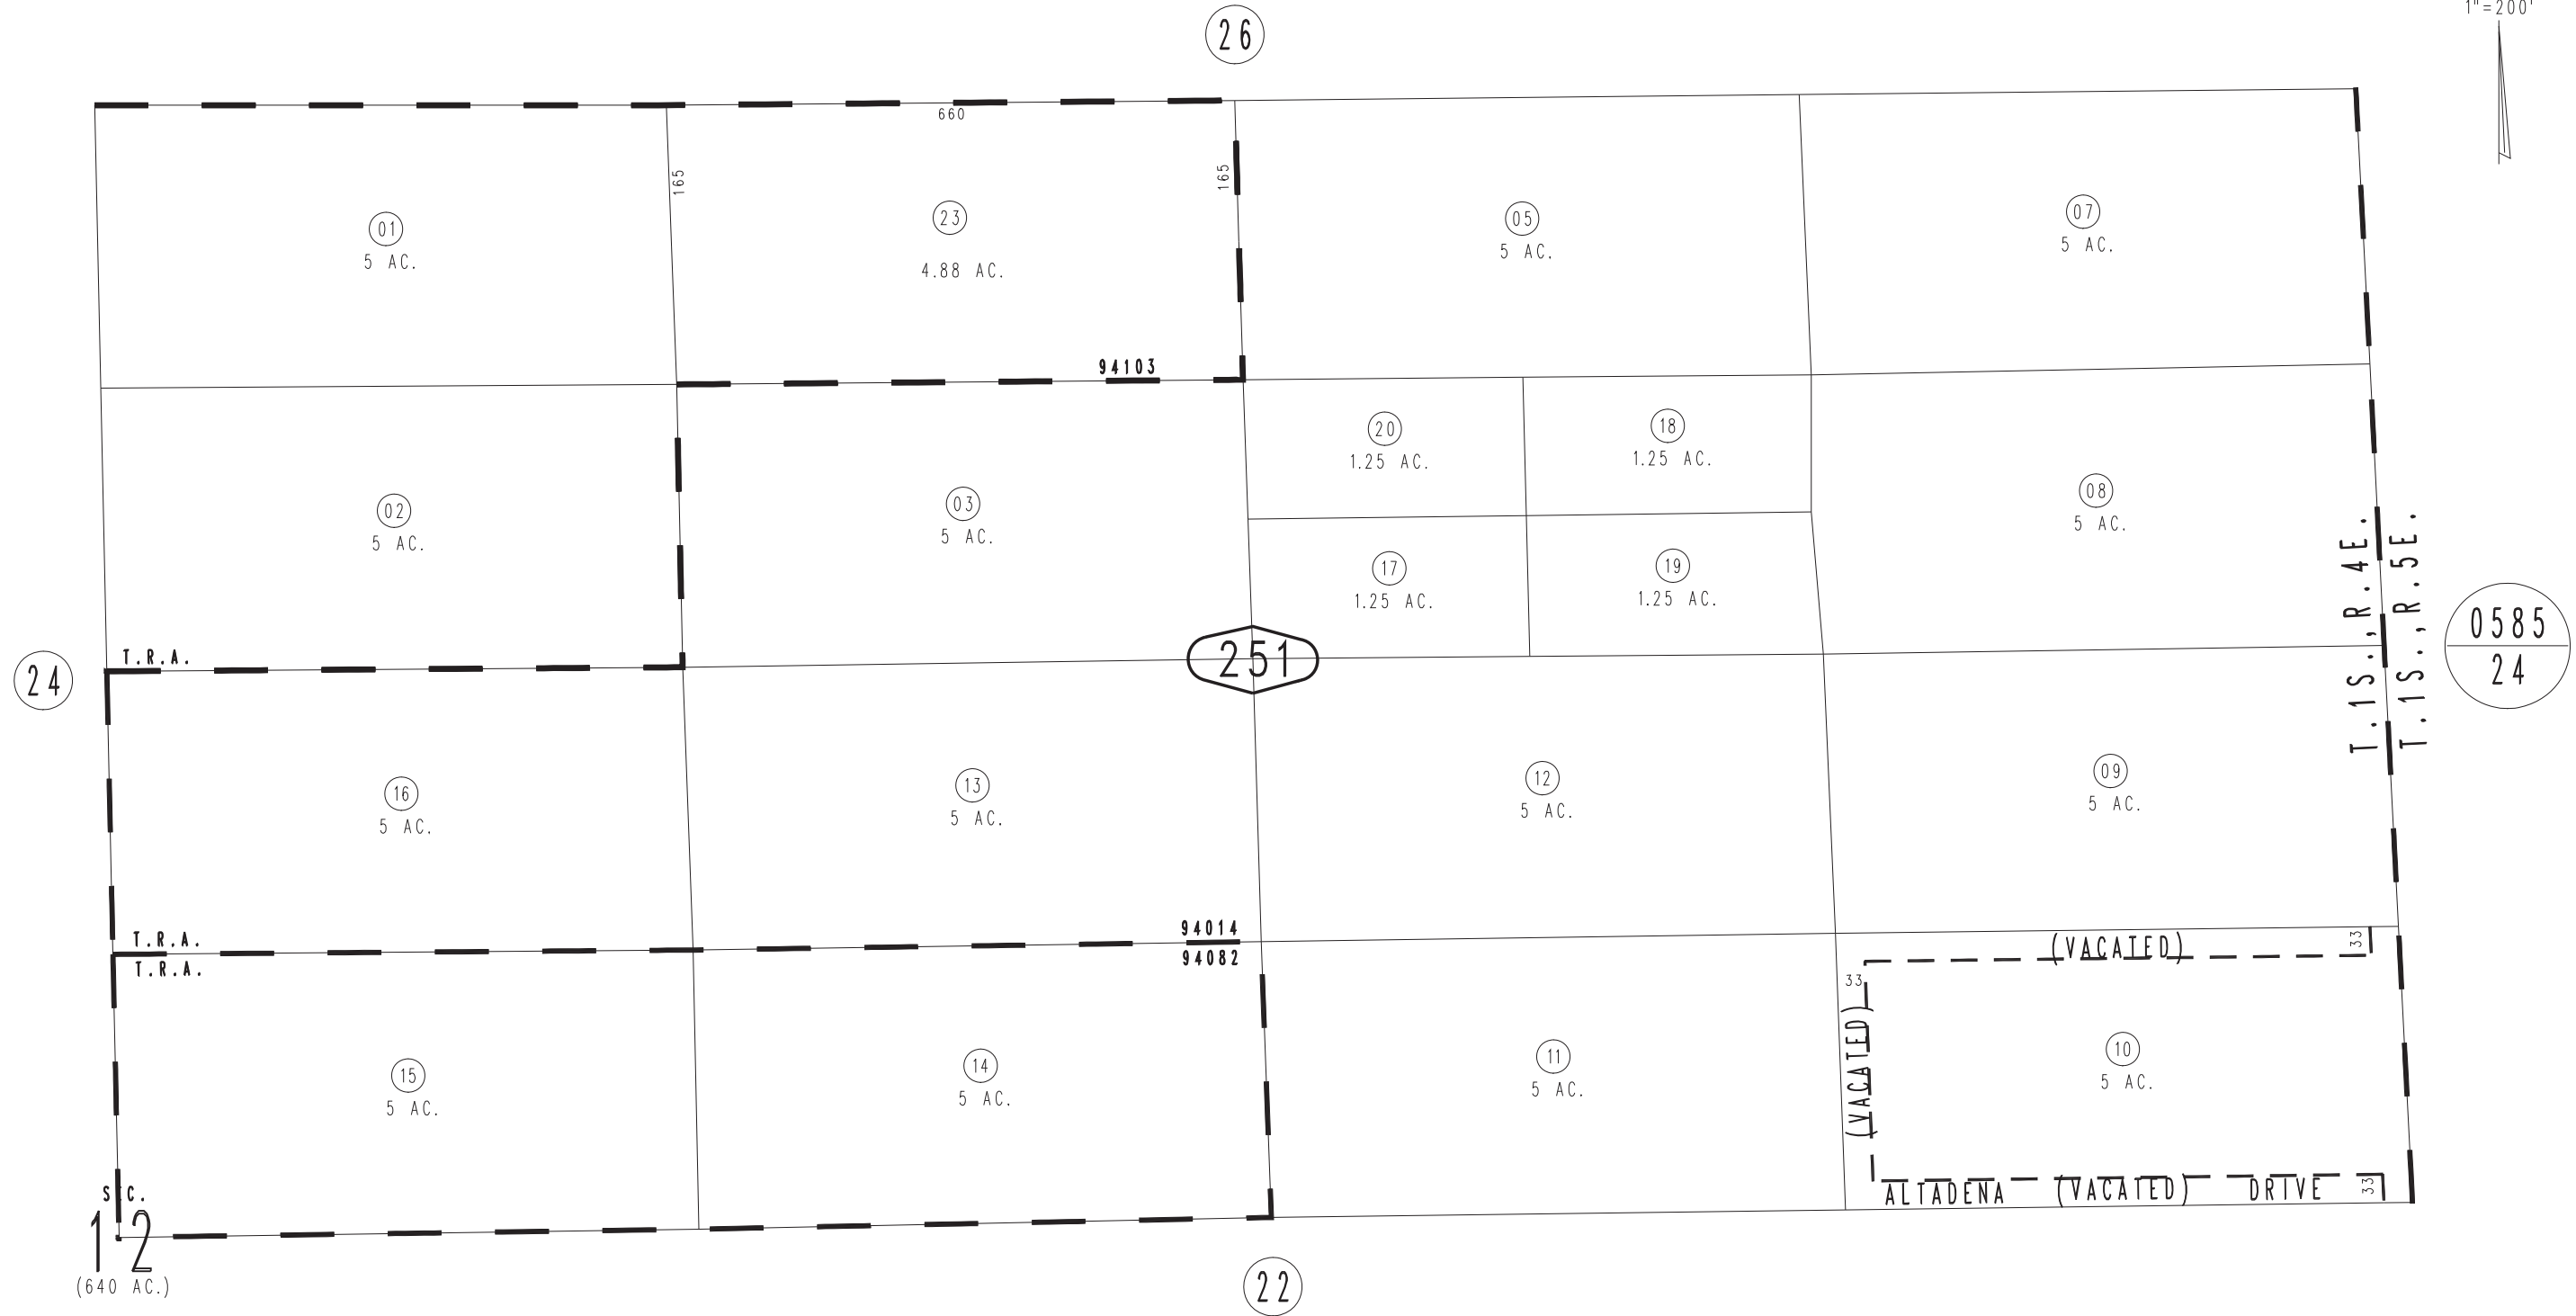 1"=200'
26
660
165
165
01
5 AC.
23
4.88 AC.
05
5 AC.
07
5 AC.
94103
20
1.25 AC.
18
1.25 AC.
02
5 AC.
03
5 AC.
08
5 AC.
17
1.25 AC.
19
1.25 AC.
T.1S.,R.4E.
T.1S.,R.5E.
0585
24
T.R.A.
24
251
16
5 AC.
13
5 AC.
12
5 AC.
09
5 AC.
T.R.A.
94014
T.R.A.
94082
(VACATED)
33
33
(VACATED)
15
5 AC.
14
5 AC.
11
5 AC.
10
5 AC.
ALTADENA (VACATED) DRIVE
33
SEC.
12
(640 AC.)
22